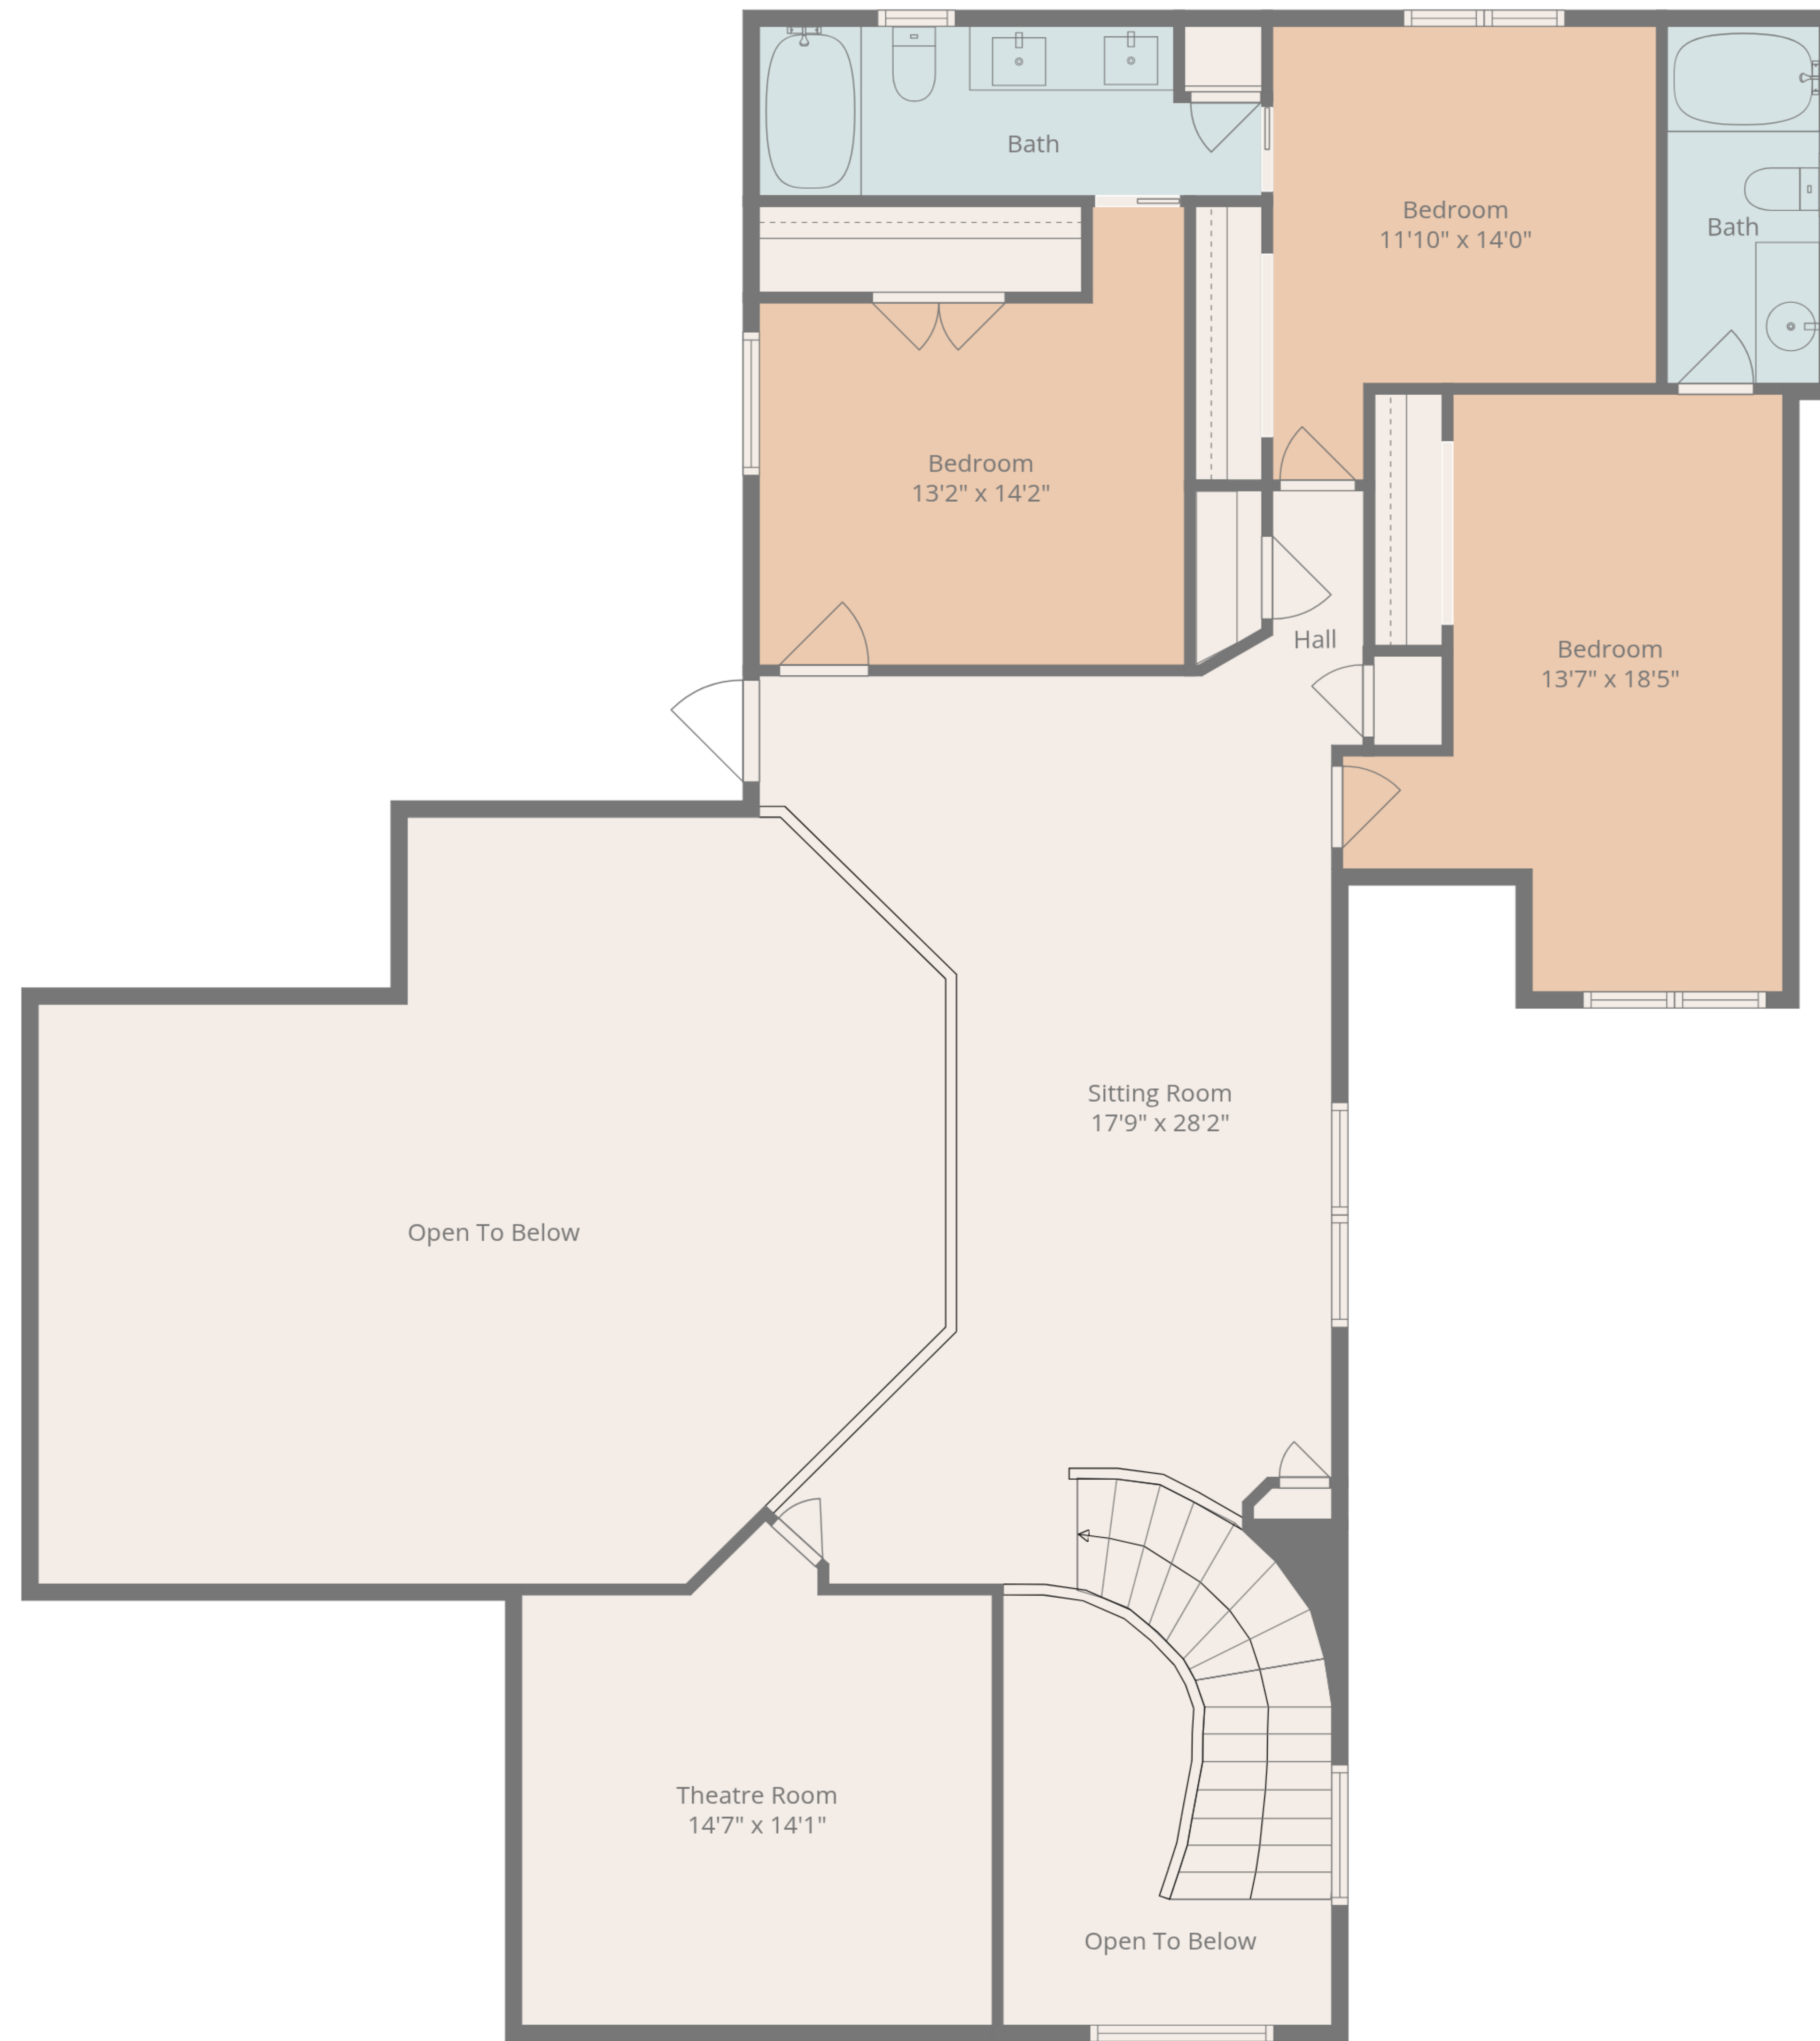 Bath
Bedroom
11'10" x 14'0"
Bath
Bedroom
13'2" x 14'2"
Hall
Bedroom
13'7" x 18'5"
Sitting Room
17'9" x 28'2"
Open To Below
Theatre Room
14'7" x 14'1"
Open To Below